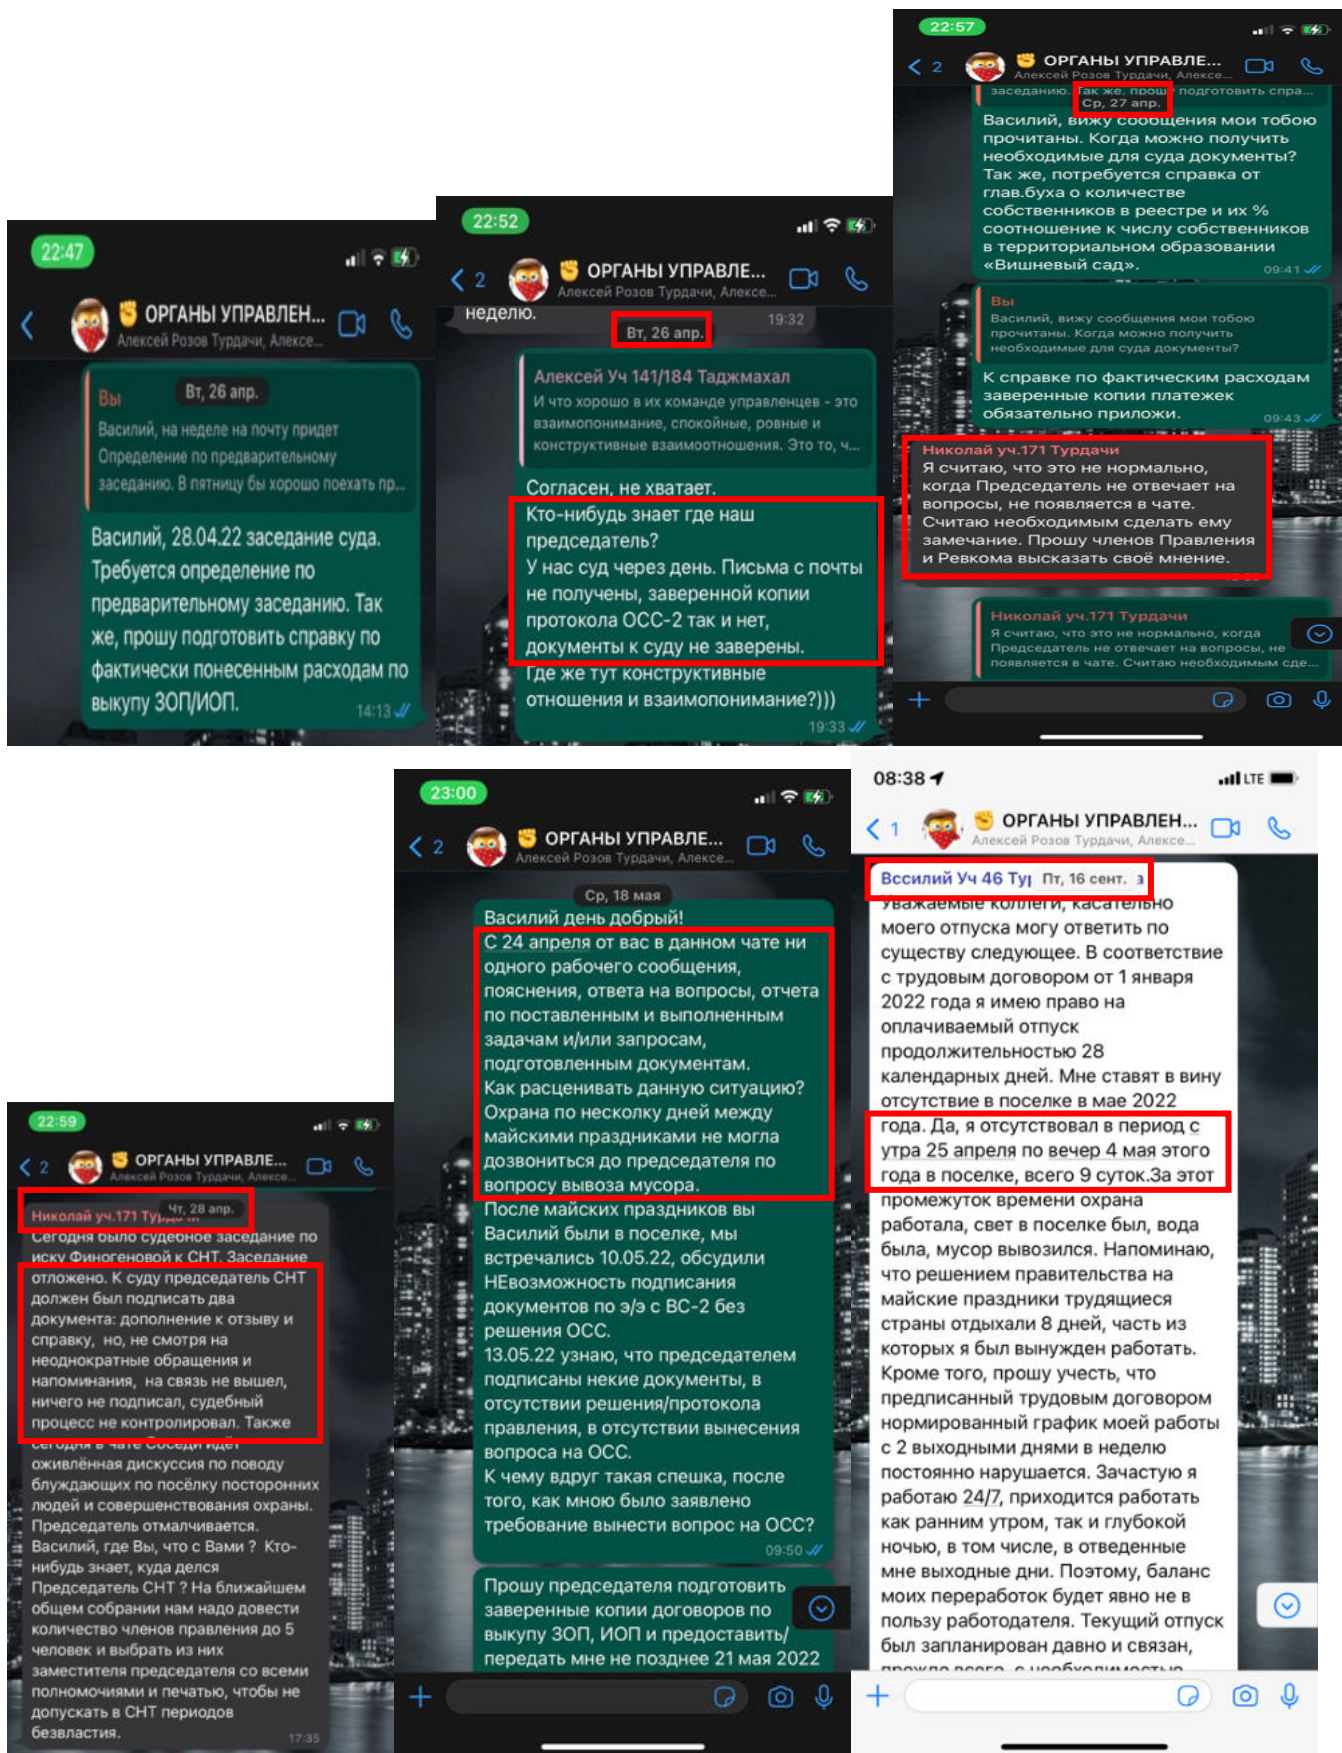 22:47
ОРГАНЫ УПРАВЛЕН...
Алексей Розов Турдачи, Алексе...
Вт, 26 апр.
Вы
Василий, на неделе на почту придет
Определение по предварительному
заседанию. В пятницу бы хорошо поехать пр...
Василий, 28.04.22 заседание суда.
Требуется определение по
предварительному заседанию. Так
же, прошу подготовить справку по
фактически понесенным расходам по
выкупу ЗОП/ИОП.
14:13
22:52
2
ОРГАНЫ УПРАВЛЕ...
Алексей Розов Турдачи, Алексе...
неделю.
19:32
Вт, 26 апр.
Алексей Уч 141/184 Таджмахал
И что хорошо в их команде управленцев - это
взаимопонимание, спокойные, ровные и
конструктивные взаимоотношения. Это то, ч...
Согласен, не хватает.
Кто-нибудь знает где наш
председатель?
У нас суд через день. Письма с почты
не получены, заверенной копии
протокола ОСС-2 так и нет,
документы к суду не заверены.
Где же тут конструктивные
отношения и взаимопонимание?)))
19:33
22:57
2
ОРГАНЫ УПРАВЛЕ...
Алексей Розов Турдачи, Алексе...
заседанию. Так же, прошу подготовить спра...
Ср, 27 апр.
Василий, вижу сообщения мои тобою
прочитаны. Когда можно получить
необходимые для суда документы?
Так же, потребуется справка от
глав.буха о количестве
собственников в реестре и их %
соотношение к числу собственников
в территориальном образовании
«Вишневый сад».
09:41
Вы
Василий, вижу сообщения мои тобою
прочитаны. Когда можно получить
необходимые для суда документы?
К справке по фактическим расходам
заверенные копии платежек
обязательно приложи.
09:43
Николай уч.171 Турдачи
Я считаю, что это не нормально,
когда Председатель не отвечает на
вопросы, не появляется в чате.
Считаю необходимым сделать ему
замечание. Прошу членов Правления
и Ревкома высказать своё мнение.
Николай уч.171 Турдачи
Я считаю, что это не нормально, когда
Председатель не отвечает на вопросы, не
появляется в чате. Считаю необходимым сде...
22:59
2
ОРГАНЫ УПРАВЛЕ...
Алексей Розов Турдачи, Алексе...
Чт, 28 апр.
Николай уч.171
Сегодня было судебное заседание по
иску Финогеновой к СНТ. Заседание
отложено. К суду председатель СНТ
должен был подписать два
документа: дополнение к отзыву и
справку, но, не смотря на
неоднократные обращения и
напоминания, на связь не вышел,
ничего не подписал, судебный
процесс не контролировал. Также
сегодня в чате Соседи идёт
оживлённая дискуссия по поводу
блуждающих по посёлку посторонних
людей и совершенствования охраны.
Председатель отмалчивается.
Василий, где Вы, что с Вами ? Кто-
нибудь знает, куда делся
Председатель СНТ ? На ближайшем
общем собрании нам надо довести
количество членов правления до 5
человек и выбрать из них
заместителя председателя со всеми
полномочиями и печатью, чтобы не
допускать в СНТ периодов
безвластия.
17:35
23:00
2
ОРГАНЫ УПРАВЛЕ...
Алексей Розов Турдачи, Алексе...
Ср, 18 мая
Василий день добрый!
С 24 апреля от вас в данном чате ни
одного рабочего сообщения,
пояснения, ответа на вопросы, отчета
по поставленным и выполненным
задачам и/или запросам,
подготовленным документам.
Как расценивать данную ситуацию?
Охрана по несколку дней между
майскими праздниками не могла
дозвониться до председателя по
вопросу вывоза мусора.
После майских праздников вы
Василий были в поселке, мы
встречались 10.05.22, обсудили
НЕвозможность подписания
документов по э/э с ВС-2 без
решения ОСС.
13.05.22 узнаю, что председателем
подписаны некие документы, в
отсутствии решения/протокола
правления, в отсутствии вынесения
вопроса на ОСС.
К чему вдруг такая спешка, после
того, как мною было заявлено
требование вынести вопрос на ОСС?
09:50
Прошу председателя подготовить
заверенные копии договоров по
выкупу ЗОП, ИОП и предоставить/
передать мне не позднее 21 мая 2022
08:38
LTE
1
ОРГАНЫ УПРАВЛЕН...
Алексей Розов Турдачи, Алексе...
Вссилий Уч 46
Пт, 16 сент.
Уважаемые коллеги, касательно
моего отпуска могу ответить по
существу следующее. В соответствие
с трудовым договором от 1 января
2022 года я имею право на
оплачиваемый отпуск
продолжительностью 28
календарных дней. Мне ставят в вину
отсутствие в поселке в мае 2022
года. Да, я отсутствовал в период с
утра 25 апреля по вечер 4 мая этого
года в поселке, всего 9 суток.За этот
промежуток времени охрана
работала, свет в поселке был, вода
была, мусор вывозился. Напоминаю,
что решением правительства на
майские праздники трудящиеся
страны отдыхали 8 дней, часть из
которых я был вынужден работать.
Кроме того, прошу учесть, что
предписанный трудовым договором
нормированный график моей работы
с 2 выходными днями в неделю
постоянно нарушается. Зачастую я
работаю 24/7, приходится работать
как ранним утром, так и глубокой
ночью, в том числе, в отведенные
мне выходные дни. Поэтому, баланс
моих переработок будет явно не в
пользу работодателя. Текущий отпуск
был запланирован давно и связан,
прежде всего, с необходимостью